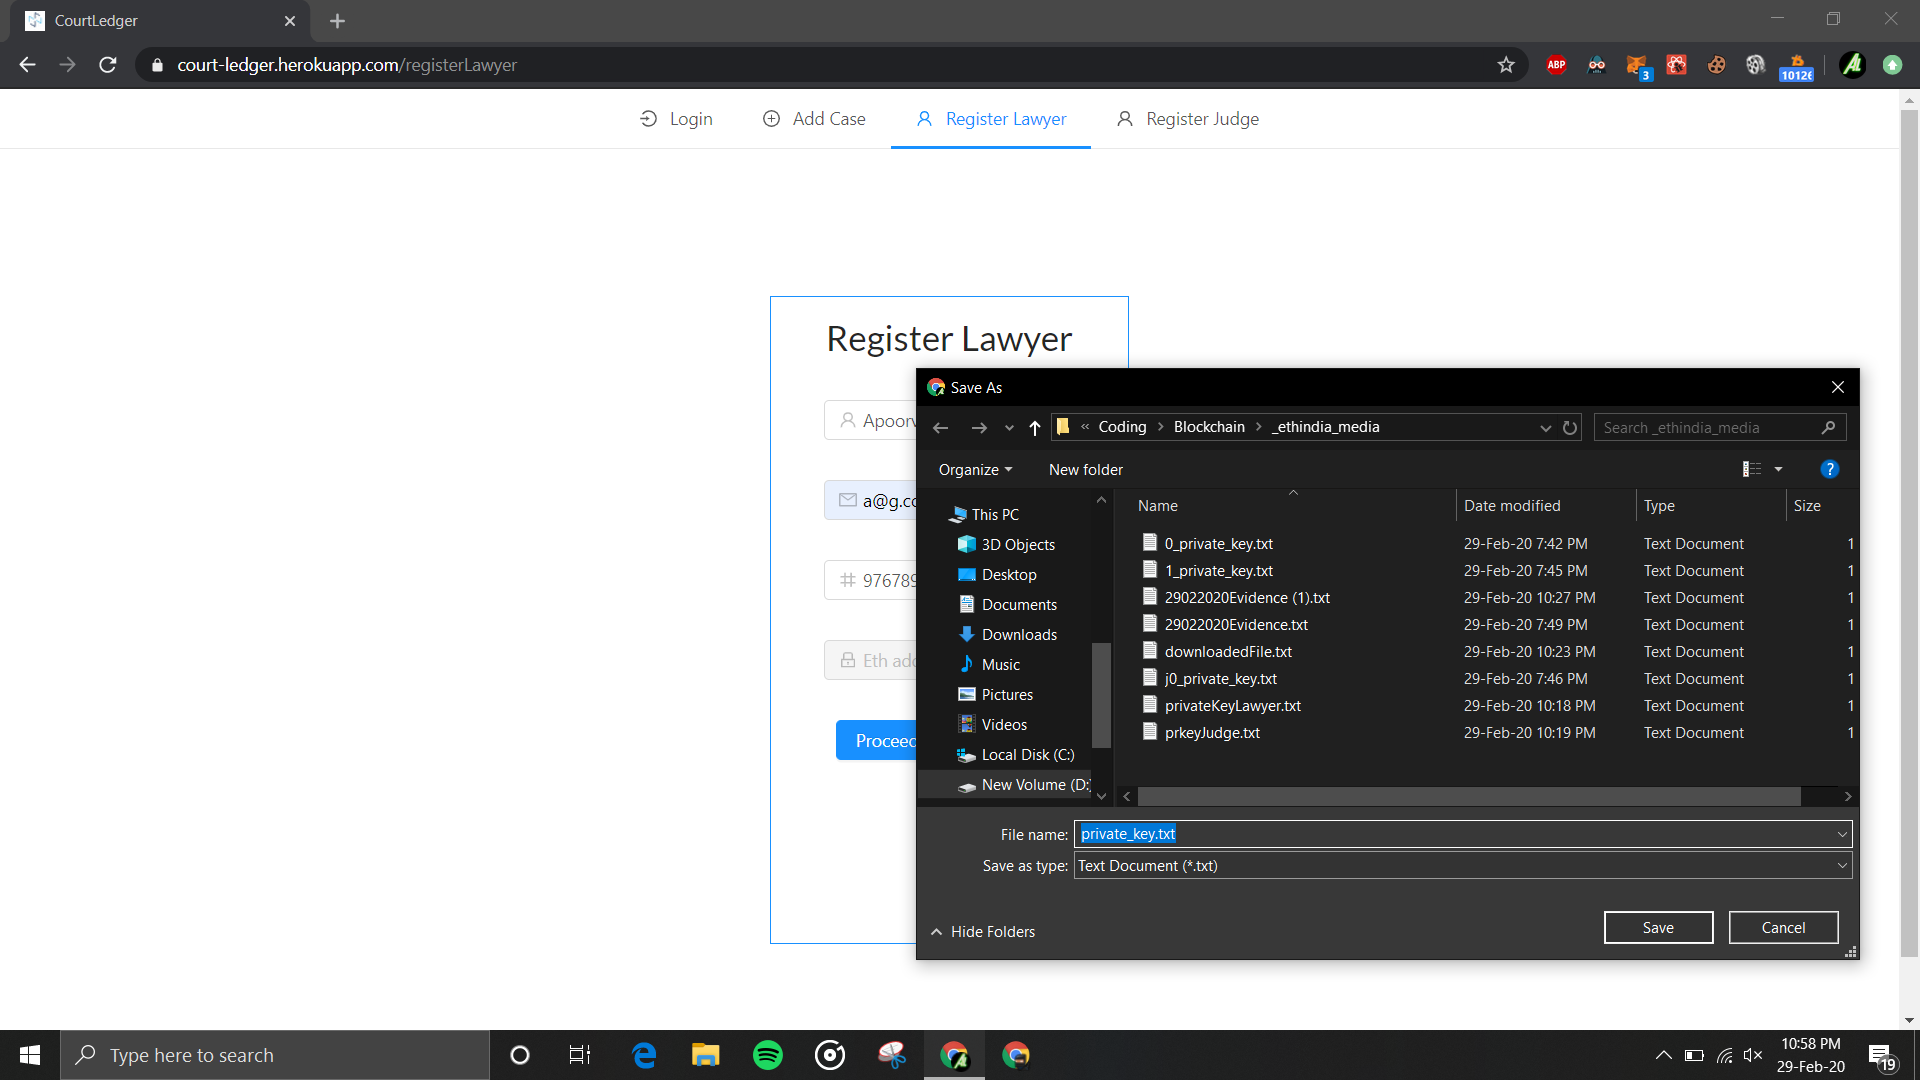 CourtLedger
court-ledger.herokuapp.com/registerLawyer
ABP
3
1012
Login
Add Case
Register Lawyer
Register Judge
Register Lawyer
Apoorv
a@g.co
97678
Eth add
Proceed
Save As
« Coding > Blockchain > _ethindia_media
Search _ethindia_media
Organize
New folder
?
This PC
3D Objects
Desktop
Documents
Downloads
Music
Pictures
Videos
Local Disk (C:)
New Volume (D:)
Name Date modified Type Size
0_private_key.txt 29-Feb-20 7:42 PM Text Document 1
1_private_key.txt 29-Feb-20 7:45 PM Text Document 1
29022020Evidence (1).txt 29-Feb-20 10:27 PM Text Document 1
29022020Evidence.txt 29-Feb-20 7:49 PM Text Document 1
downloadedFile.txt 29-Feb-20 10:23 PM Text Document 1
j0_private_key.txt 29-Feb-20 7:46 PM Text Document 1
privateKeyLawyer.txt 29-Feb-20 10:18 PM Text Document 1
prkeyJudge.txt 29-Feb-20 10:19 PM Text Document 1
File name: private_key.txt
Save as type: Text Document (*.txt)
Hide Folders
Save
Cancel
Type here to search
10:58 PM
29-Feb-20
19